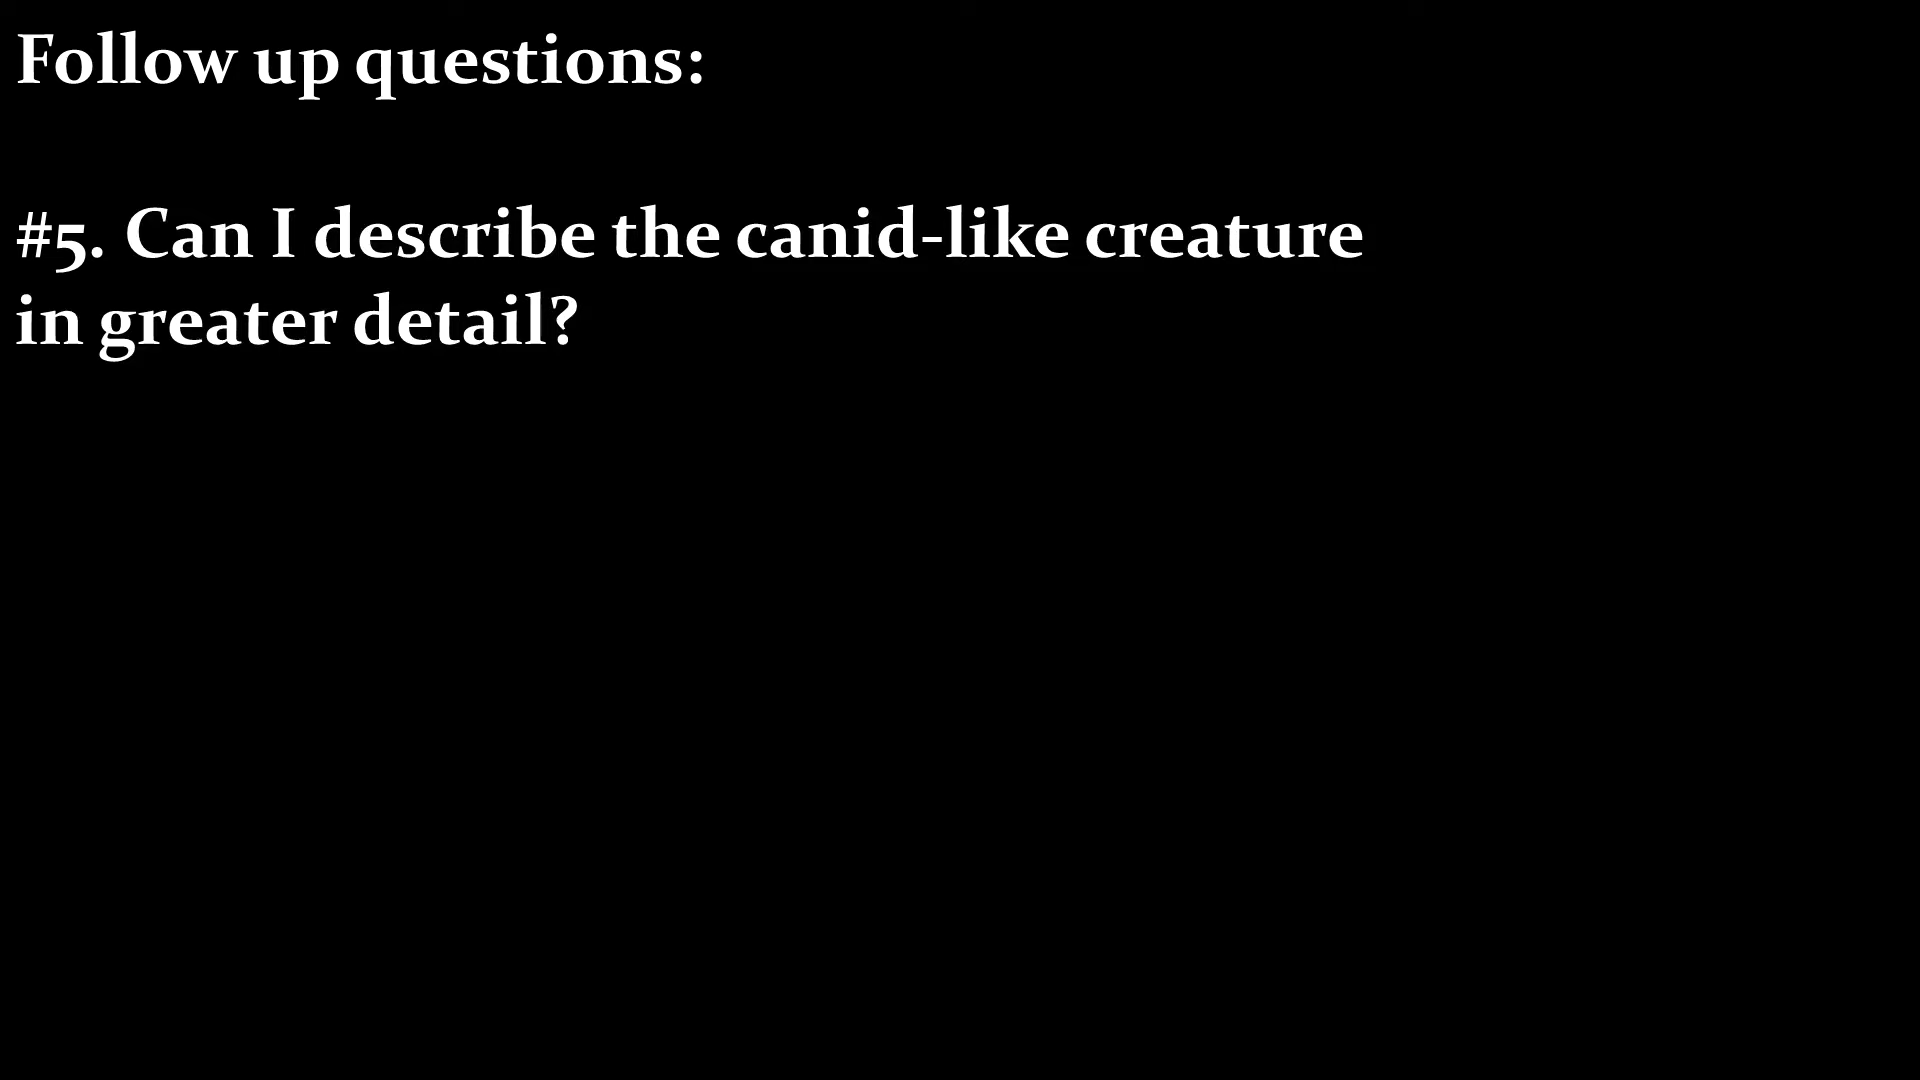 Follow up questions:
#5. Can I describe the canid-like creature
in greater detail?